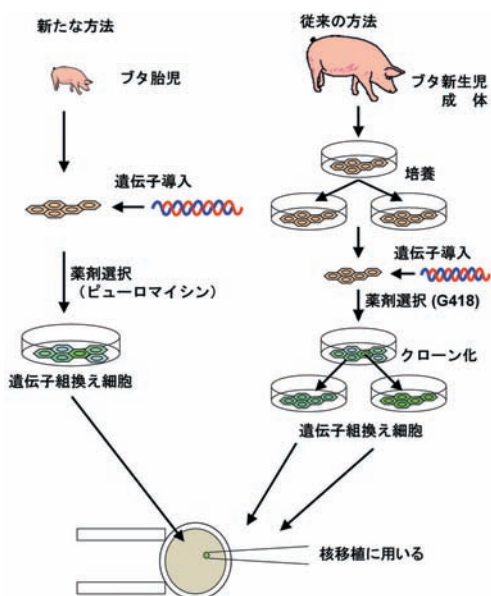 新たな方法
ブタ胎児
遺伝子導入
薬剤選択
（ピューロマイシン）
遺伝子組換え細胞
従来の方法
ブタ新生児
成　体
培養
遺伝子導入
薬剤選択 (G418)
クローン化
遺伝子組換え細胞
核移植に用いる